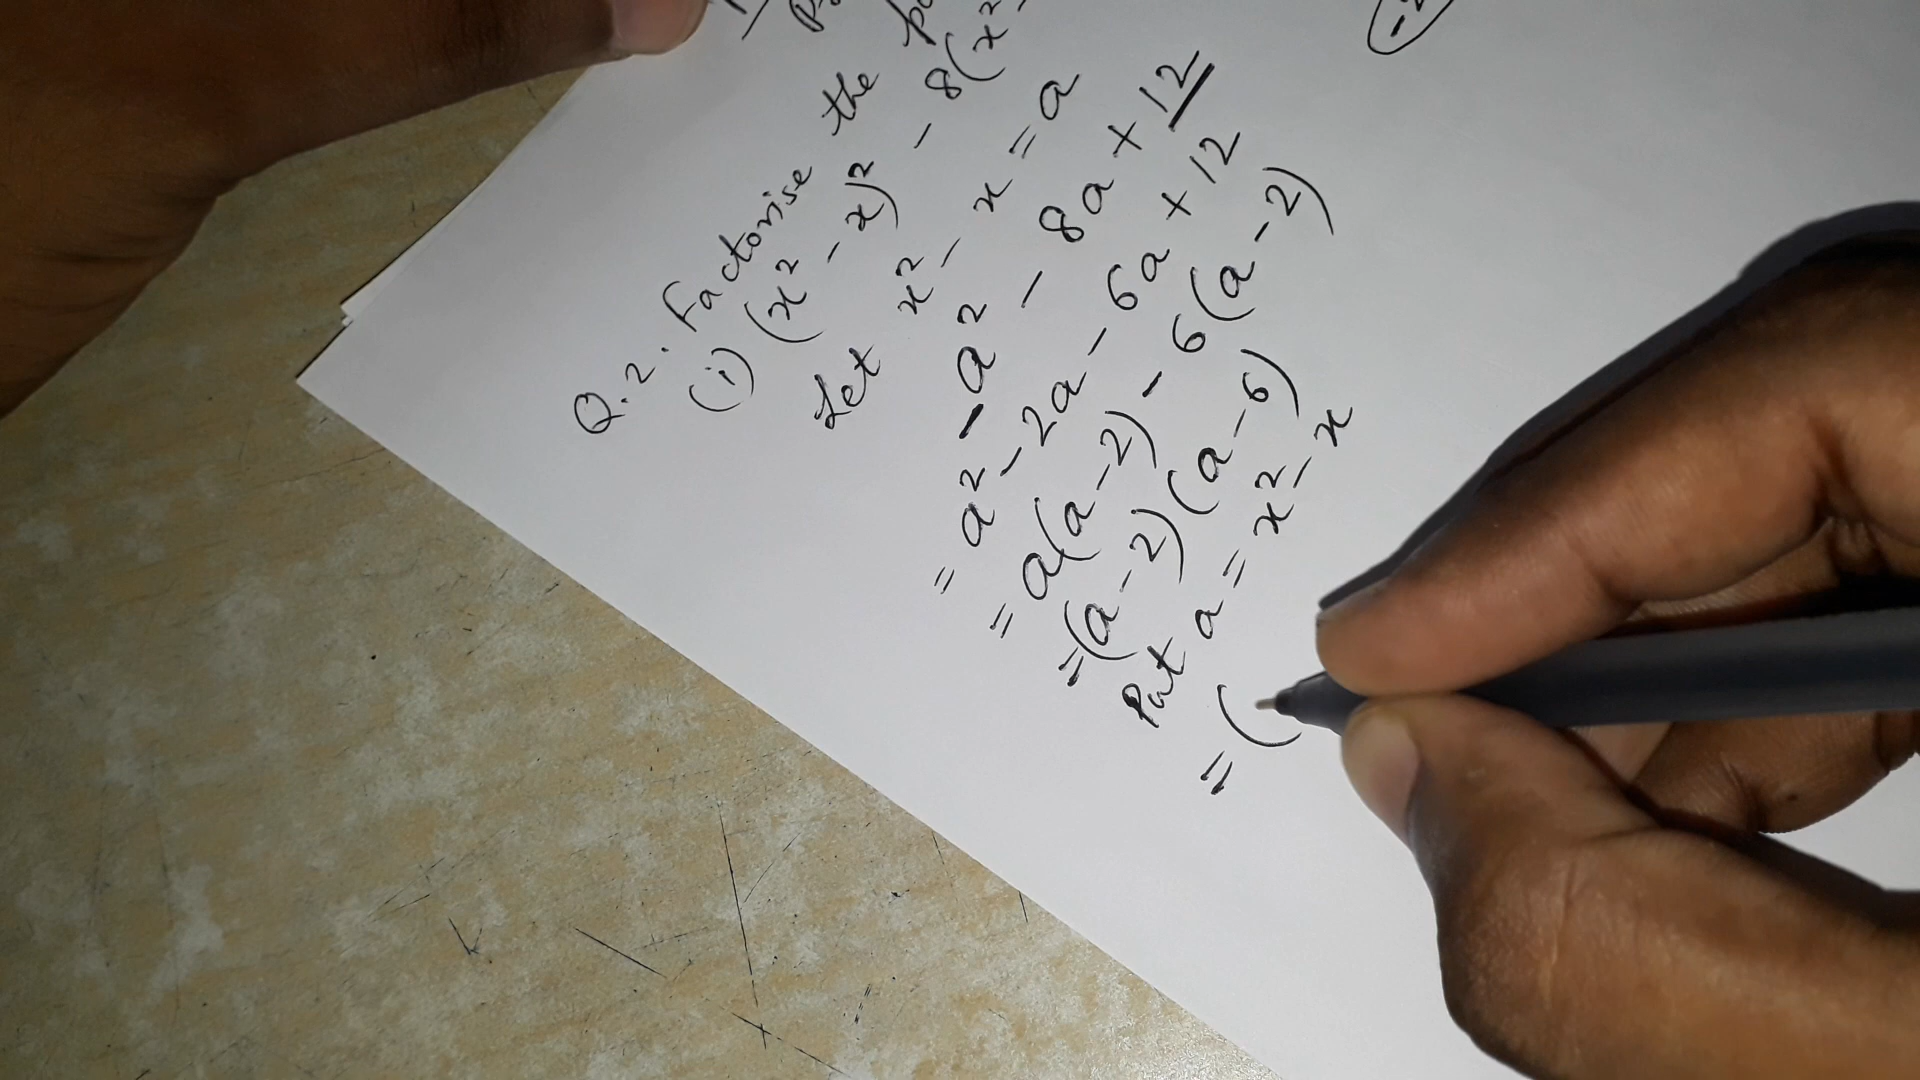 Q.2. Factorise the
(i) (x² - x)² - 8(x²-
Let x² - x = a
- a² - 8a + 12
= a² - 2a - 6a + 12
= a(a-2) - 6(a-2)
= (a-2)(a-6)
Put a = x² - x
= (